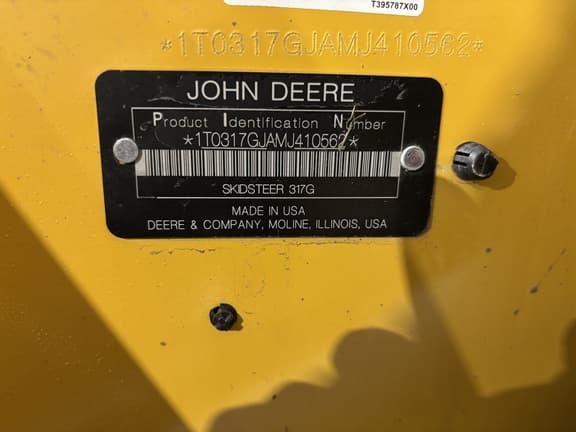 T395787X00
*1T0317GJAMJ410562*
JOHN DEERE
Product Identification Number
*1T0317GJAMJ410562*
SKIDSTEER 317G
MADE IN USA
DEERE & COMPANY, MOLINE, ILLINOIS, USA